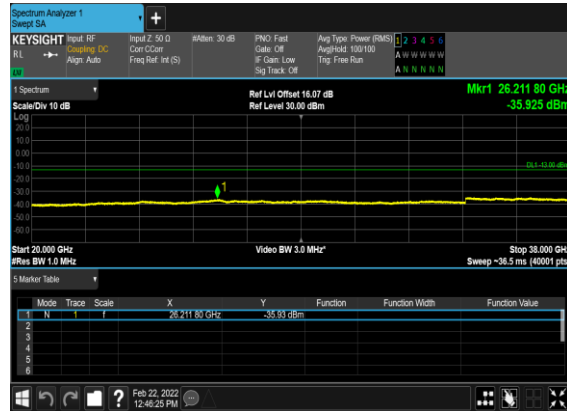 Spectrum Analyzer 1
Swept SA
+
KEYSIGHT Input: RF Input Z: 50 Ω #Atten: 30 dB PNO: Fast Avg Type: Power (RMS) 1 2 3 4 5 6
RL Coupling: DC Corr CCorr Gate: Off Avg|Hold: 100/100 A W W W W W
Align: Auto Freq Ref: Int (S) IF Gain: Low Trig: Free Run
Sig Track: Off A N N N N N
1 Spectrum Ref Lvl Offset 16.07 dB Mkr1 26.211 80 GHz
Scale/Div 10 dB Ref Level 30.00 dBm -35.925 dBm
Log
20.0
10.0
0.00
-10.0 DL1 -13.00 dBm
-20.0
-30.0 1
-40.0
-50.0
-60.0
Start 20.000 GHz Video BW 3.0 MHz* Stop 38.000 GHz
#Res BW 1.0 MHz Sweep ~36.5 ms (40001 pts)
5 Marker Table
Mode Trace Scale X Y Function Function Width Function Value
1 N 1 f 26.211 80 GHz -35.93 dBm
2
3
4
5
6
? Feb 22, 2022
12:46:25 PM